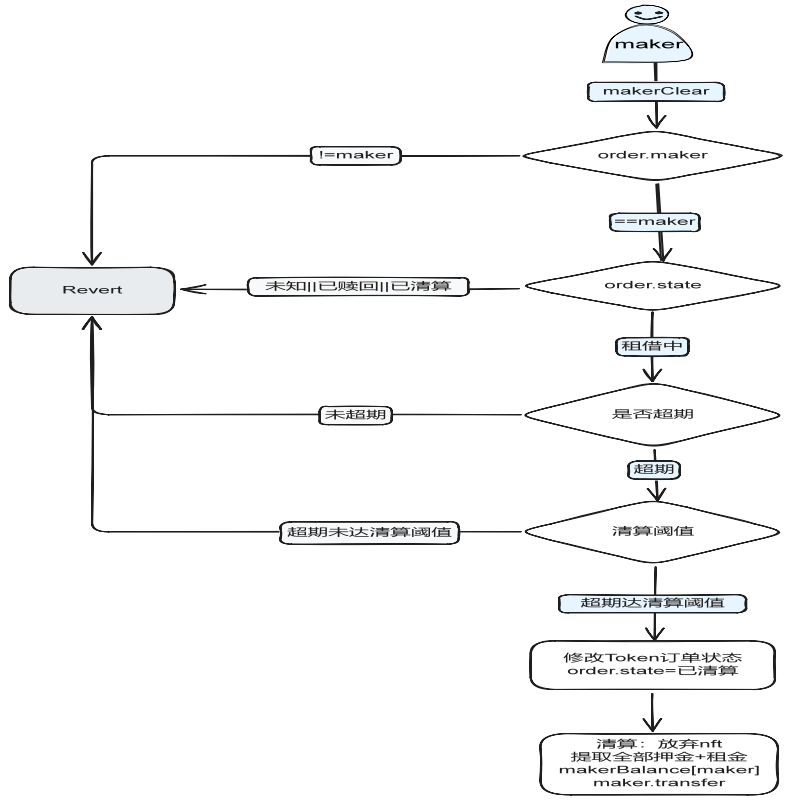 maker
makerClear
order.maker
!=maker
==maker
order.state
未知||已赎回||已清算
Revert
租借中
是否超期
未超期
超期
清算阈值
超期未达清算阈值
超期达清算阈值
修改Token订单状态
order.state=已清算
清算：放弃nft
提取全部押金+租金
makerBalance[maker]
maker.transfer